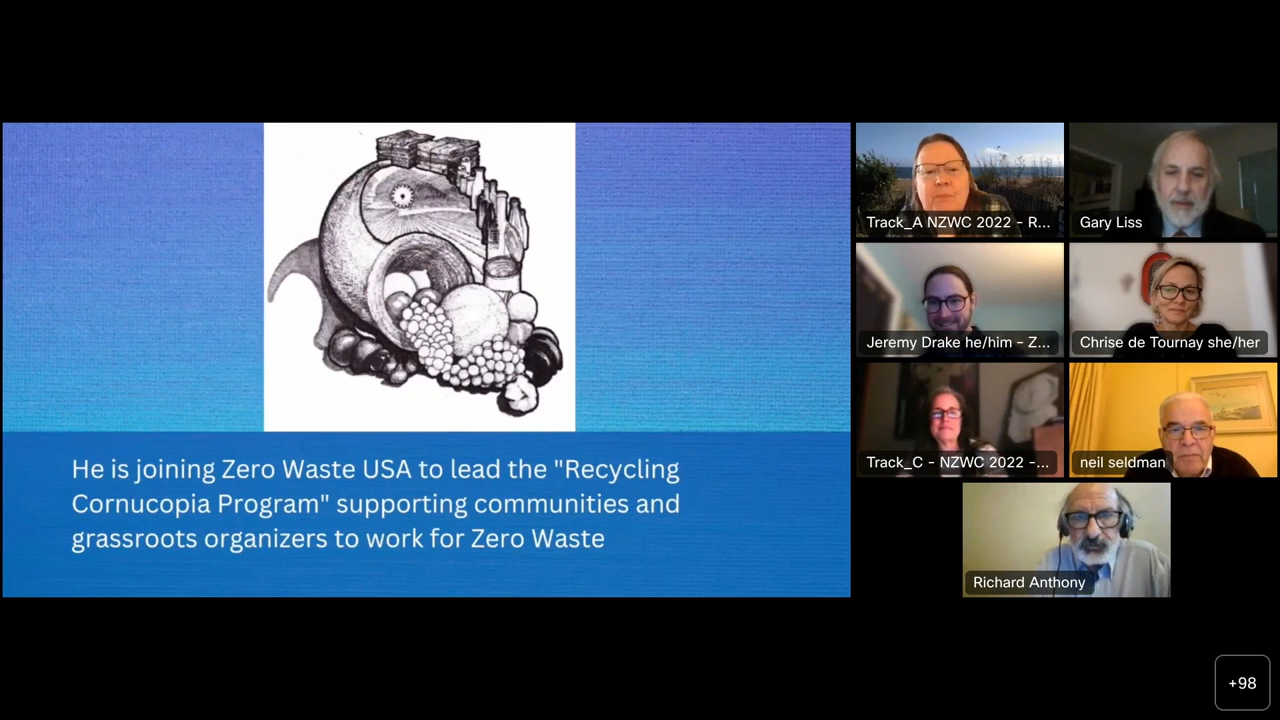 He is joining Zero Waste USA to lead the "Recycling
Cornucopia Program" supporting communities and
grassroots organizers to work for Zero Waste
Track_A NZWC 2022 - R...
Gary Liss
Jeremy Drake he/him - Z...
Chrise de Tournay she/her
Track_C - NZWC 2022 -...
neil seldman
Richard Anthony
+98